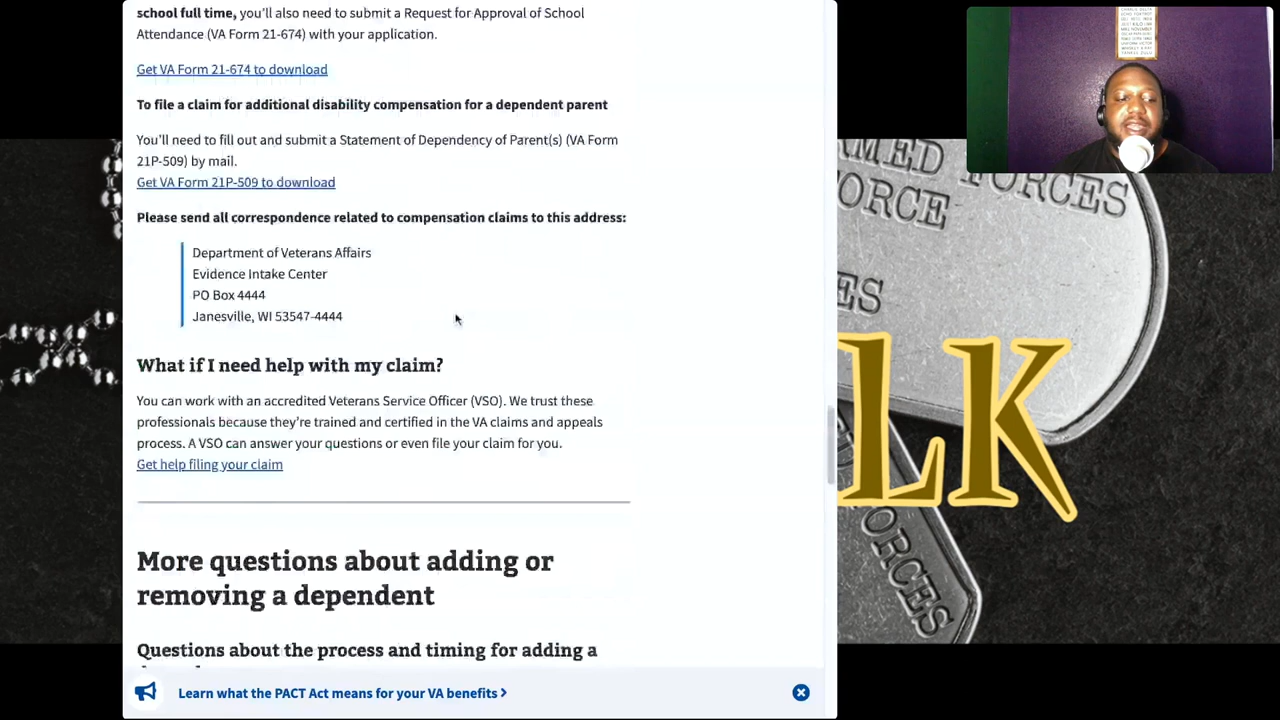 school full time, you'll also need to submit a Request for Approval of School
Attendance (VA Form 21-674) with your application.
Get VA Form 21-674 to download
To file a claim for additional disability compensation for a dependent parent
You'll need to fill out and submit a Statement of Dependency of Parent(s) (VA Form
21P-509) by mail.
Get VA Form 21P-509 to download
Please send all correspondence related to compensation claims to this address:
Department of Veterans Affairs
Evidence Intake Center
PO Box 4444
Janesville, WI 53547-4444
What if I need help with my claim?
You can work with an accredited Veterans Service Officer (VSO). We trust these
professionals because they're trained and certified in the VA claims and appeals
process. A VSO can answer your questions or even file your claim for you.
Get help filing your claim
More questions about adding or
removing a dependent
Questions about the process and timing for adding a
Learn what the PACT Act means for your VA benefits >
ARMED FORCES
FORCE
ES
LK
FORCES